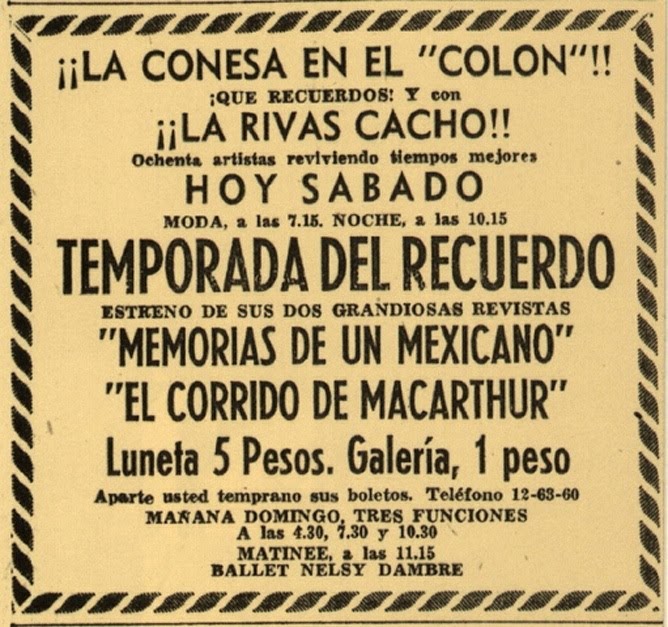 ¡¡LA CONESA EN EL "COLON"!!
¡QUE RECUERDOS! Y con
¡¡LA RIVAS CACHO!!
Ochenta artistas reviviendo tiempos mejores
HOY SABADO
MODA, a las 7.15. NOCHE, a las 10.15
TEMPORADA DEL RECUERDO
ESTRENO DE SUS DOS GRANDIOSAS REVISTAS
"MEMORIAS DE UN MEXICANO"
"EL CORRIDO DE MACARTHUR"
Luneta 5 Pesos. Galería, 1 peso
Aparte usted temprano sus boletos. Teléfono 12-63-60
MAÑANA DOMINGO, TRES FUNCIONES
A las 4.30, 7.30 y 10.30
MATINEE, a las 11.15
BALLET NELSY DAMBRE